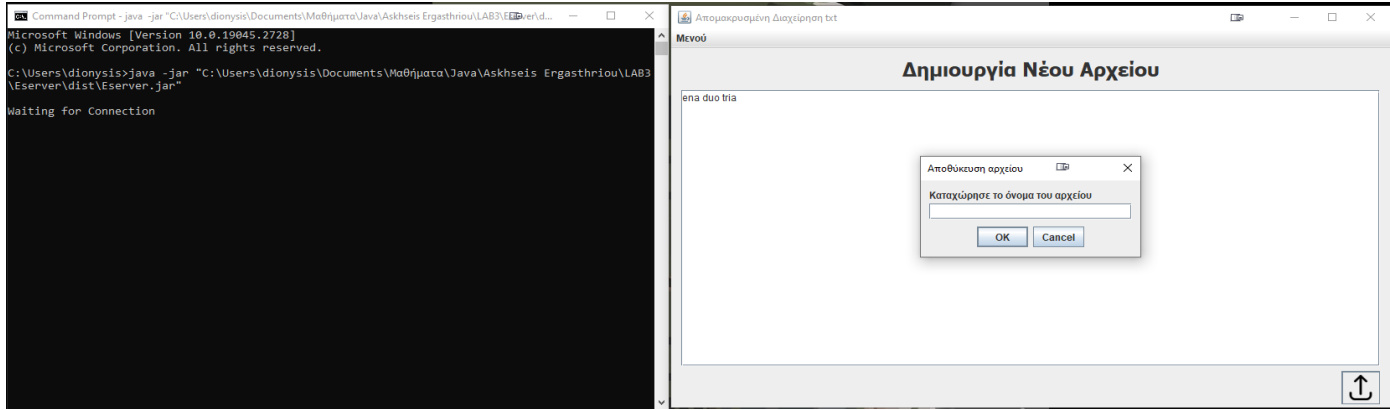 Command Prompt - java -jar "C:\Users\dionysis\Documents\Μαθήματα\Java\Askhseis Ergasthriou\LAB3\E ver\d...
Microsoft Windows [Version 10.0.19045.2728]
(c) Microsoft Corporation. All rights reserved.
C:\Users\dionysis>java -jar "C:\Users\dionysis\Documents\Μαθήματα\Java\Askhseis Ergasthriou\LAB3
\Eserver\dist\Eserver.jar"
Waiting for Connection
Απομακρυσμένη Διαχείρηση txt
Μενού
Δημιουργία Νέου Αρχείου
ena duo tria
Αποθύκευση αρχείου
Καταχώρησε το όνομα του αρχείου
OK
Cancel